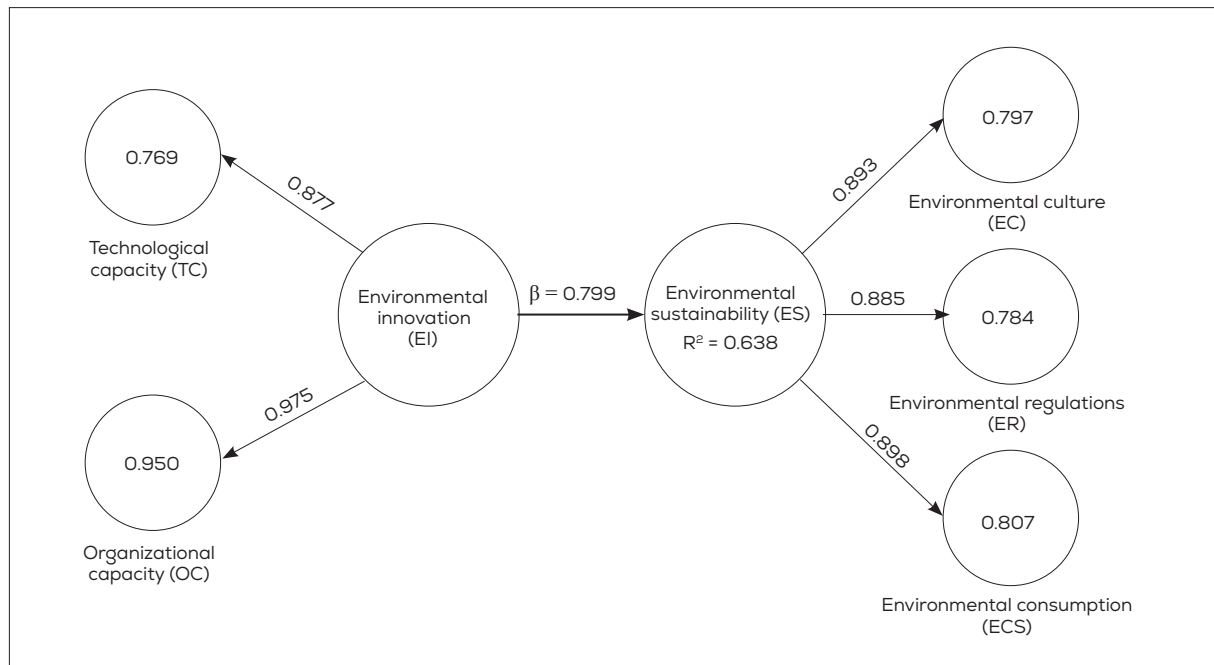 0.769
0.877
Technological
capacity (TC)
Environmental
innovation
(EI)
0.975
0.950
Organizational
capacity (OC)
β = 0.799
Environmental
sustainability (ES)
R² = 0.638
0.893
0.797
Environmental culture
(EC)
0.885
0.784
Environmental regulations
(ER)
0.898
0.807
Environmental consumption
(ECS)